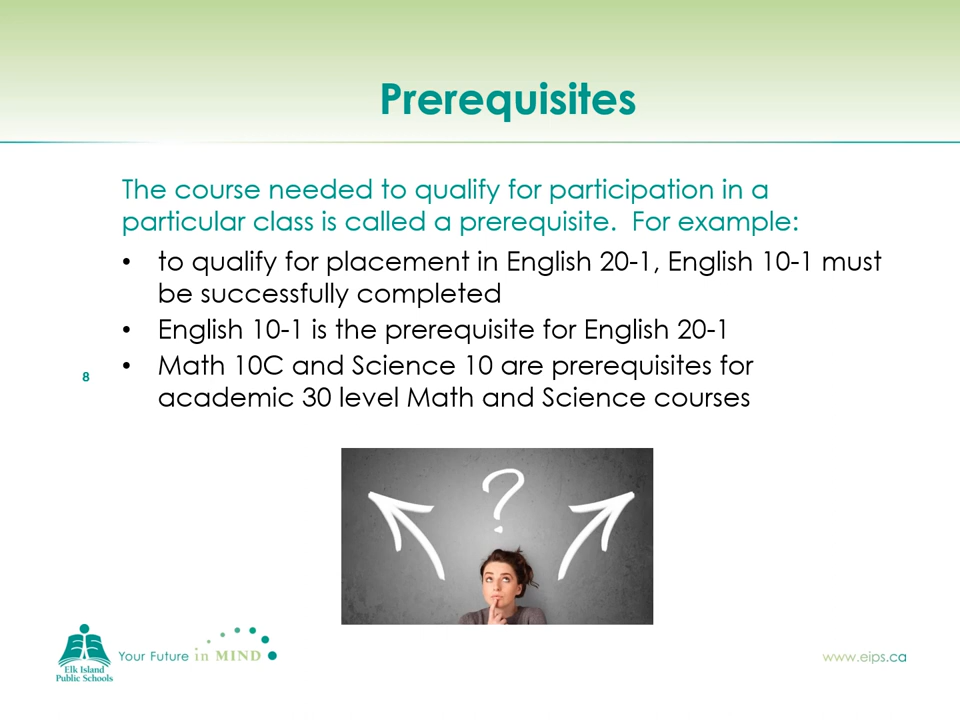 Prerequisites
The course needed to qualify for participation in a
particular class is called a prerequisite.  For example:
• to qualify for placement in English 20-1, English 10-1 must
be successfully completed
• English 10-1 is the prerequisite for English 20-1
• Math 10C and Science 10 are prerequisites for
academic 30 level Math and Science courses
8
?
Elk Island
Public Schools
Your Future in MIND
www.eips.ca